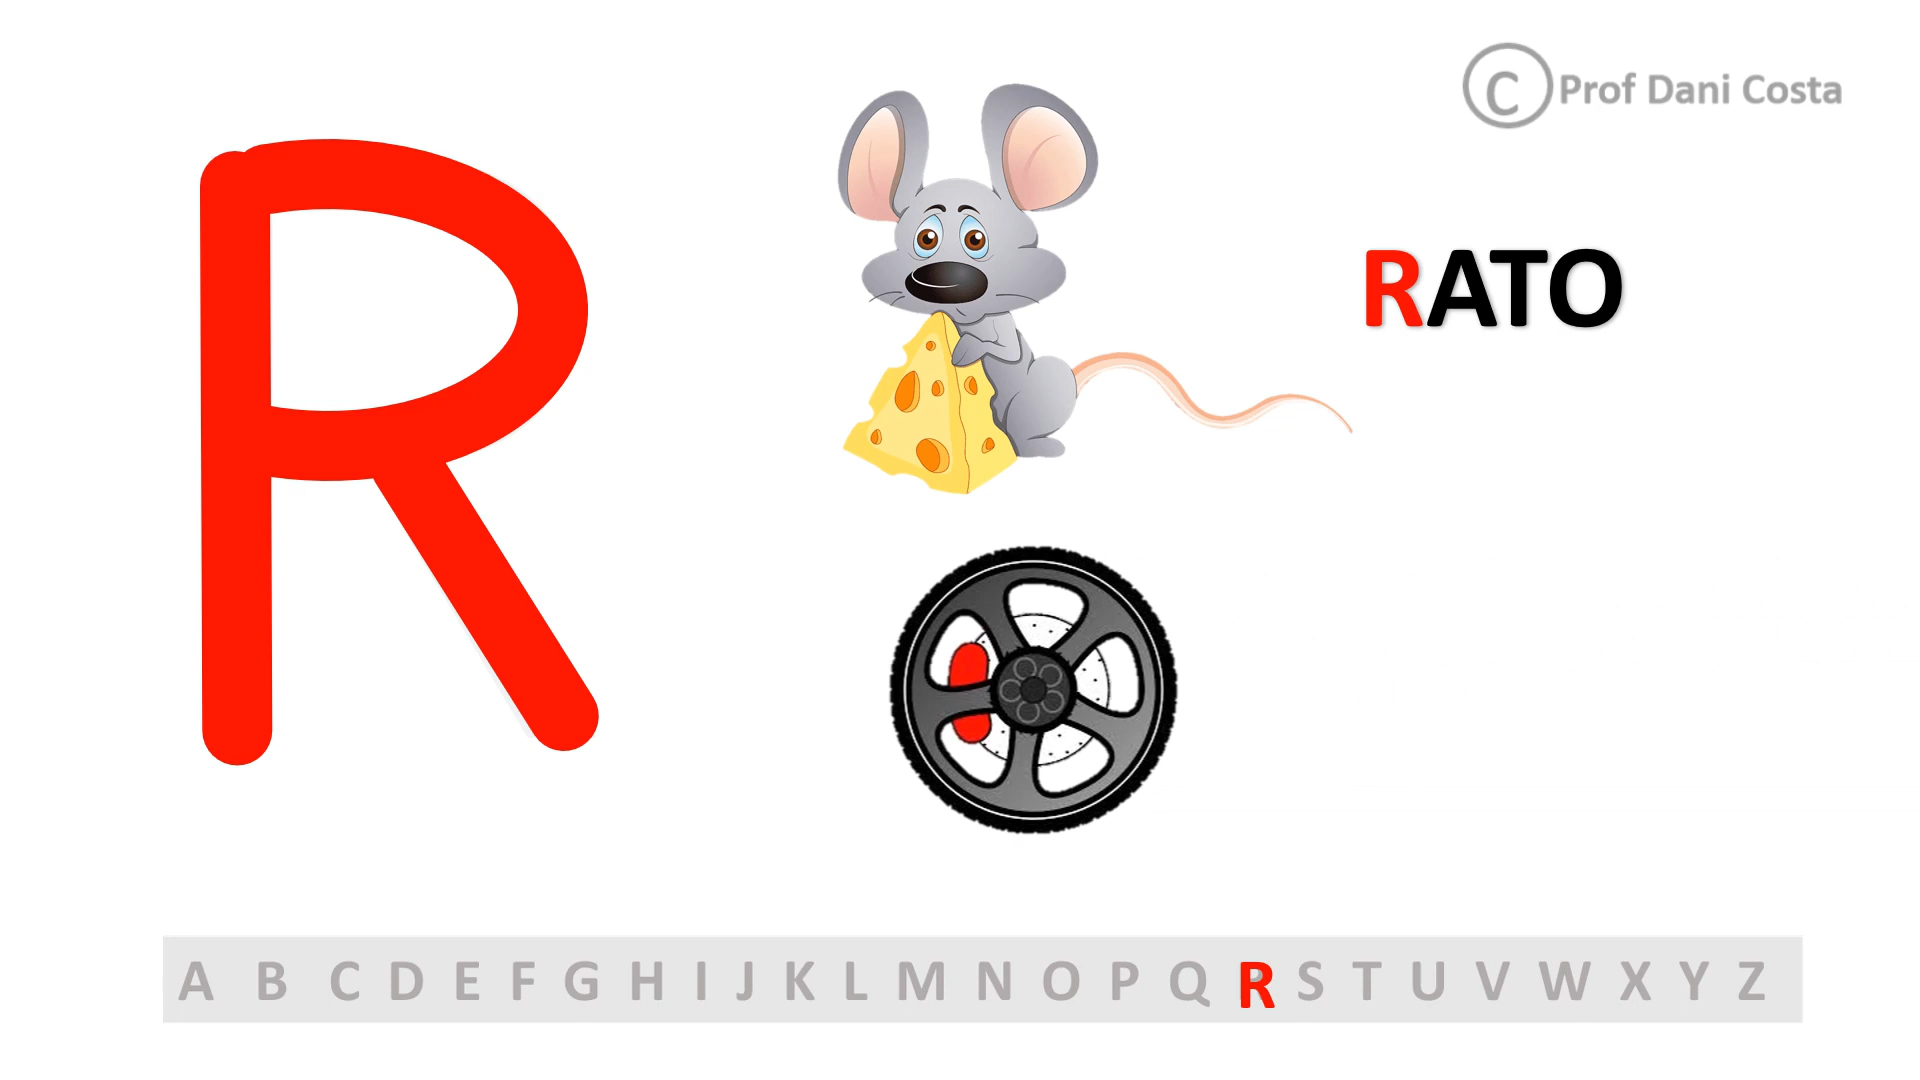 © Prof Dani Costa
R
RATO
A B C D E F G H I J K L M N O P Q R S T U V W X Y Z